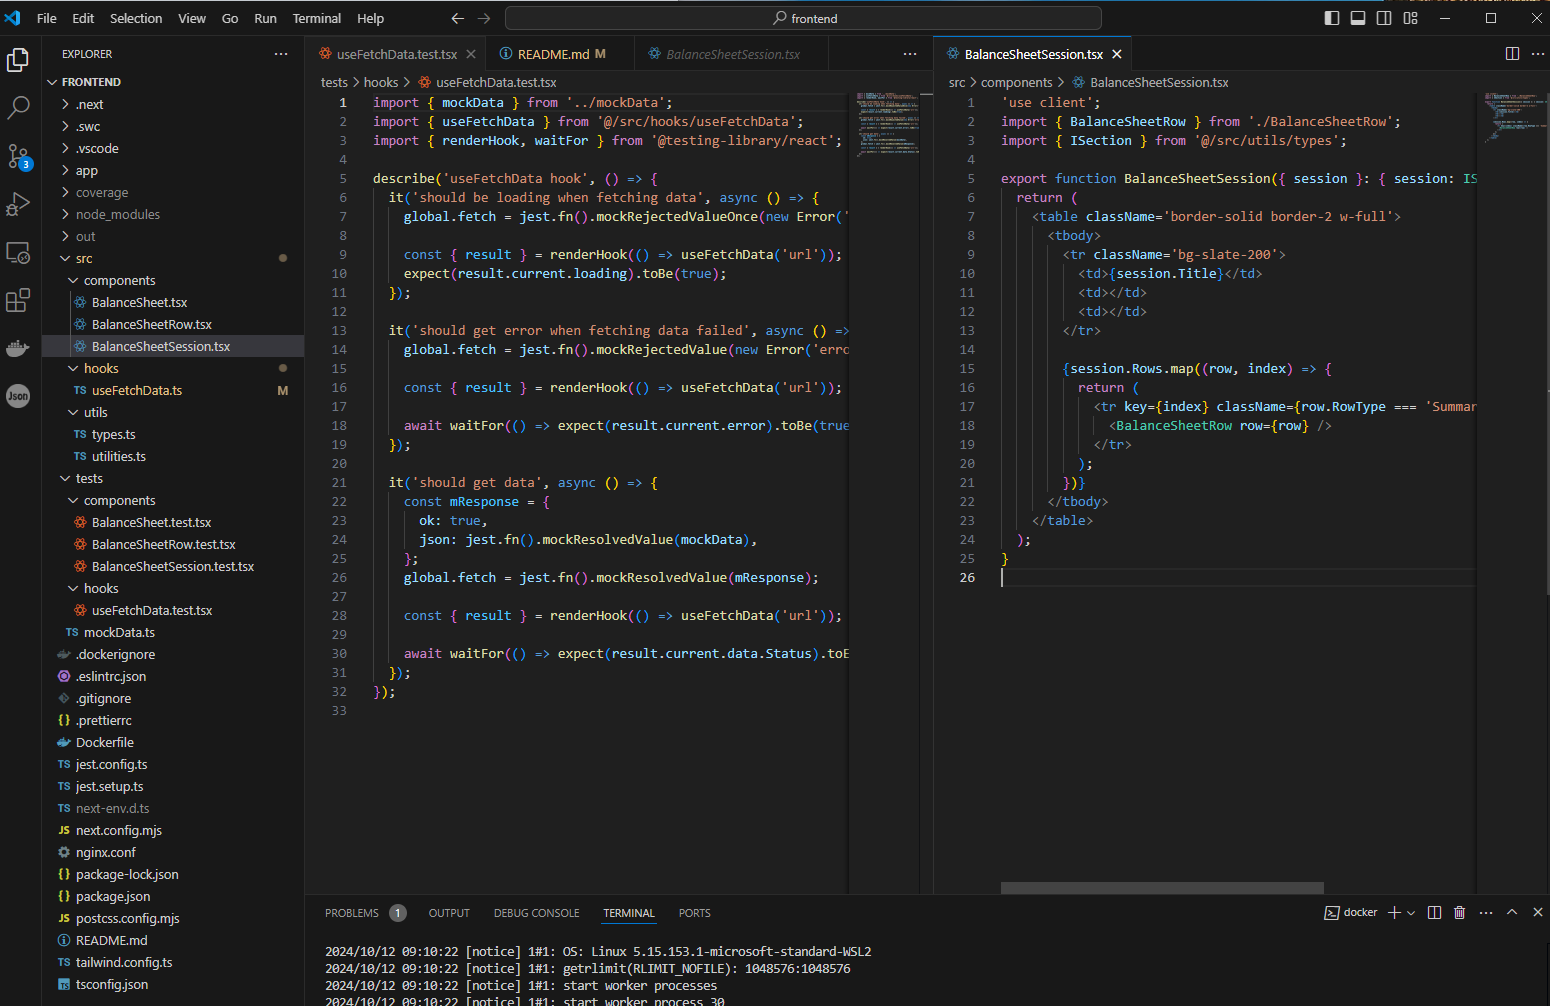 File Edit Selection View Go Run Terminal Help
frontend
EXPLORER
FRONTEND
.next
.swc
.vscode
app
coverage
node_modules
out
src
components
BalanceSheet.tsx
BalanceSheetRow.tsx
BalanceSheetSession.tsx
hooks
TS useFetchData.ts M
utils
TS types.ts
TS utilities.ts
tests
components
BalanceSheet.test.tsx
BalanceSheetRow.test.tsx
BalanceSheetSession.test.tsx
hooks
useFetchData.test.tsx
TS mockData.ts
.dockerignore
.eslintrc.json
.gitignore
{} .prettierrc
Dockerfile
TS jest.config.ts
TS jest.setup.ts
TS next-env.d.ts
JS next.config.mjs
nginx.conf
{} package-lock.json
{} package.json
JS postcss.config.mjs
README.md
TS tailwind.config.ts
TS tsconfig.json
3
Json
useFetchData.test.tsx README.md M BalanceSheetSession.tsx
tests > hooks > useFetchData.test.tsx
1 import { mockData } from '../mockData';
2 import { useFetchData } from '@/src/hooks/useFetchData';
3 import { renderHook, waitFor } from '@testing-library/react';
4
5 describe('useFetchData hook', () => {
6 it('should be loading when fetching data', async () => {
7 global.fetch = jest.fn().mockRejectedValueOnce(new Error('
8
9 const { result } = renderHook(() => useFetchData('url'));
10 expect(result.current.loading).toBe(true);
11 });
12
13 it('should get error when fetching data failed', async () =>
14 global.fetch = jest.fn().mockRejectedValue(new Error('erro
15
16 const { result } = renderHook(() => useFetchData('url'));
17
18 await waitFor(() => expect(result.current.error).toBe(true
19 });
20
21 it('should get data', async () => {
22 const mResponse = {
23 ok: true,
24 json: jest.fn().mockResolvedValue(mockData),
25 };
26 global.fetch = jest.fn().mockResolvedValue(mResponse);
27
28 const { result } = renderHook(() => useFetchData('url'));
29
30 await waitFor(() => expect(result.current.data.Status).toE
31 });
32 });
33
BalanceSheetSession.tsx
src > components > BalanceSheetSession.tsx
1 'use client';
2 import { BalanceSheetRow } from './BalanceSheetRow';
3 import { ISection } from '@/src/utils/types';
4
5 export function BalanceSheetSession({ session }: { session: IS
6 return (
7 <table className='border-solid border-2 w-full'>
8 <tbody>
9 <tr className='bg-slate-200'>
10 <td>{session.Title}</td>
11 <td></td>
12 <td></td>
13 </tr>
14
15 {session.Rows.map((row, index) => {
16 return (
17 <tr key={index} className={row.RowType === 'Summar
18 <BalanceSheetRow row={row} />
19 </tr>
20 );
21 })}
22 </tbody>
23 </table>
24 );
25 }
26
PROBLEMS 1 OUTPUT DEBUG CONSOLE TERMINAL PORTS
docker
2024/10/12 09:10:22 [notice] 1#1: OS: Linux 5.15.153.1-microsoft-standard-WSL2
2024/10/12 09:10:22 [notice] 1#1: getrlimit(RLIMIT_NOFILE): 1048576:1048576
2024/10/12 09:10:22 [notice] 1#1: start worker processes
2024/10/12 09:10:22 [notice] 1#1: start worker process 30